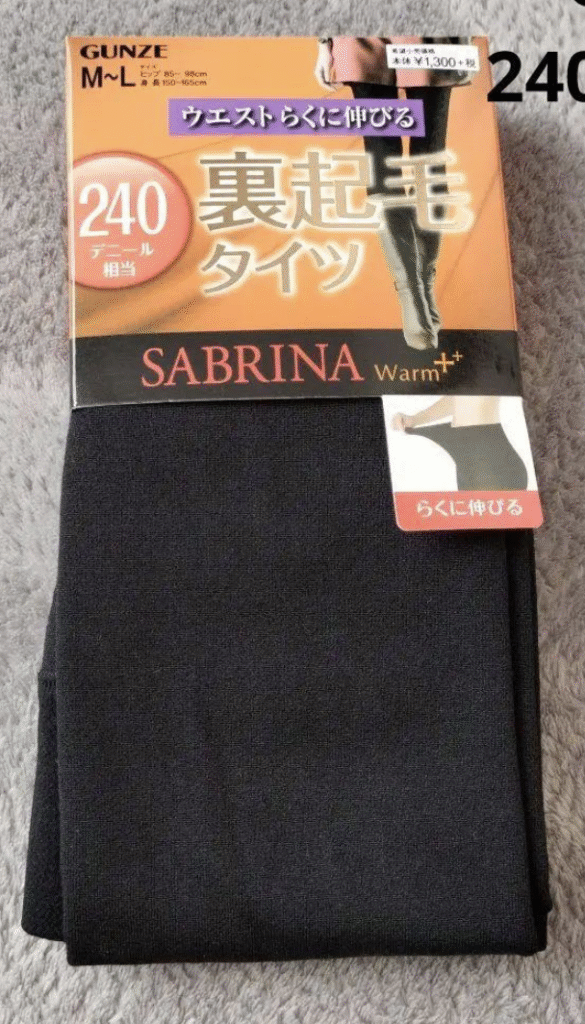 GUNZE
M~L
サイズ
ヒップ 85~98cm
身長 150~165cm
希望小売価格
本体 ¥1,300+税
240
ウエストらくに伸びる
240
デニール
相当
裏起毛
タイツ
SABRINA Warm++
らくに伸びる